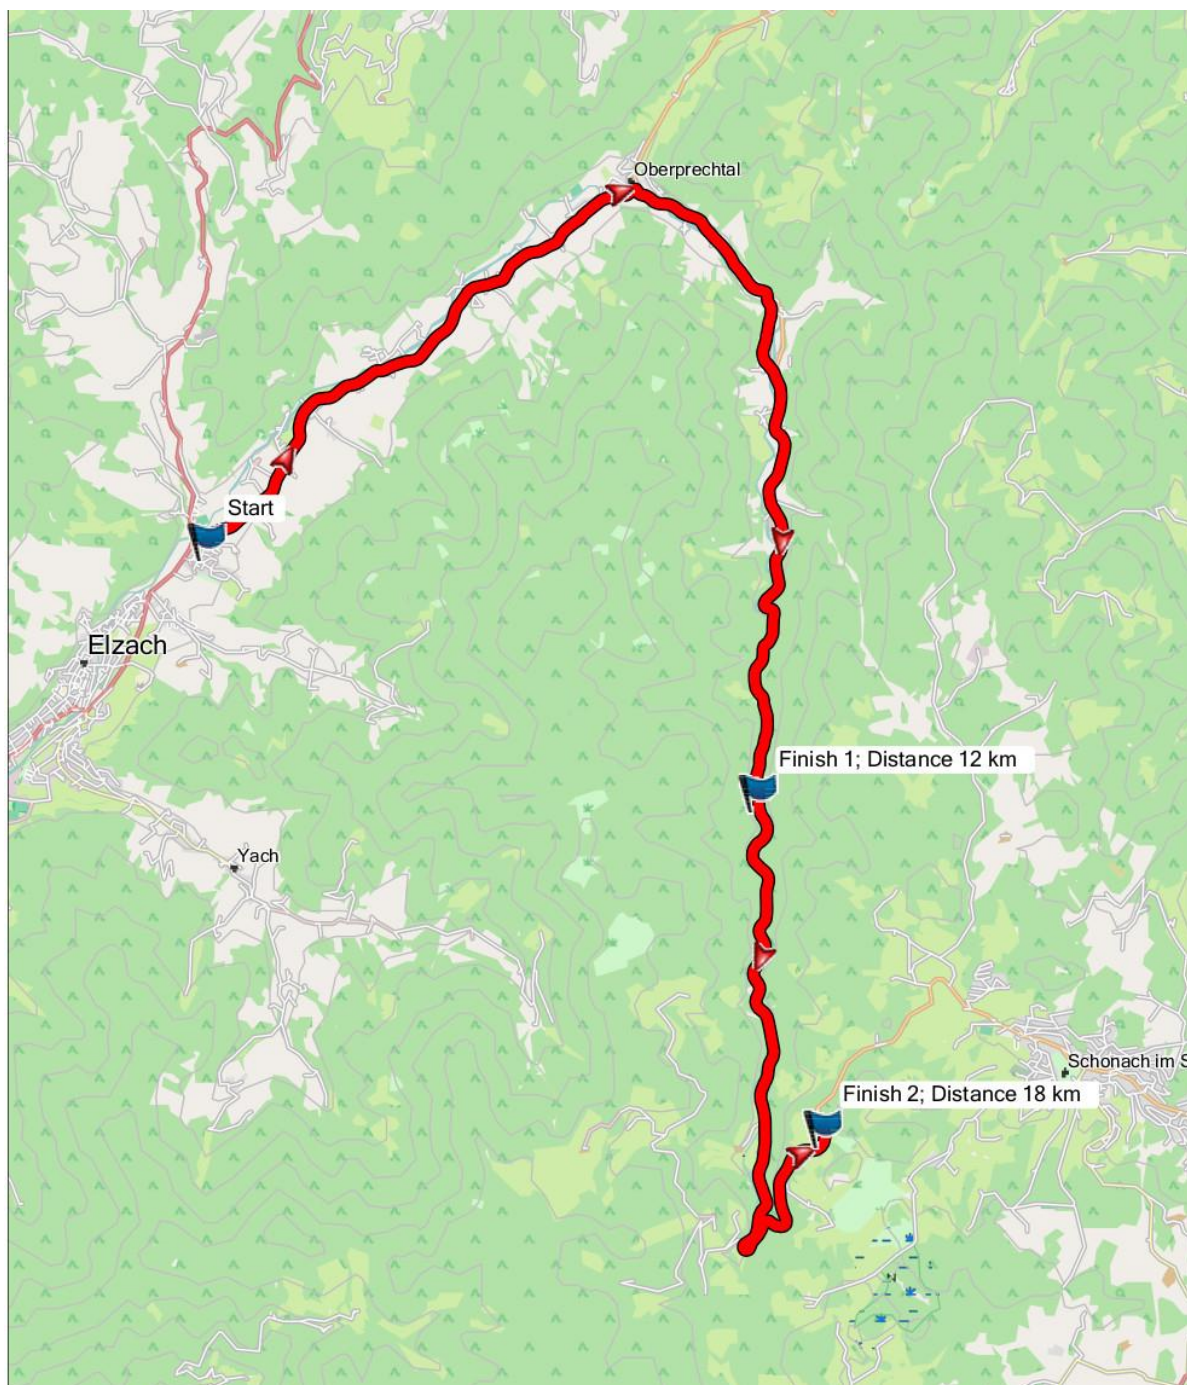 Oberprechtal
Start
Elzach
Finish 1; Distance 12 km
Yach
Schonach im S
Finish 2; Distance 18 km